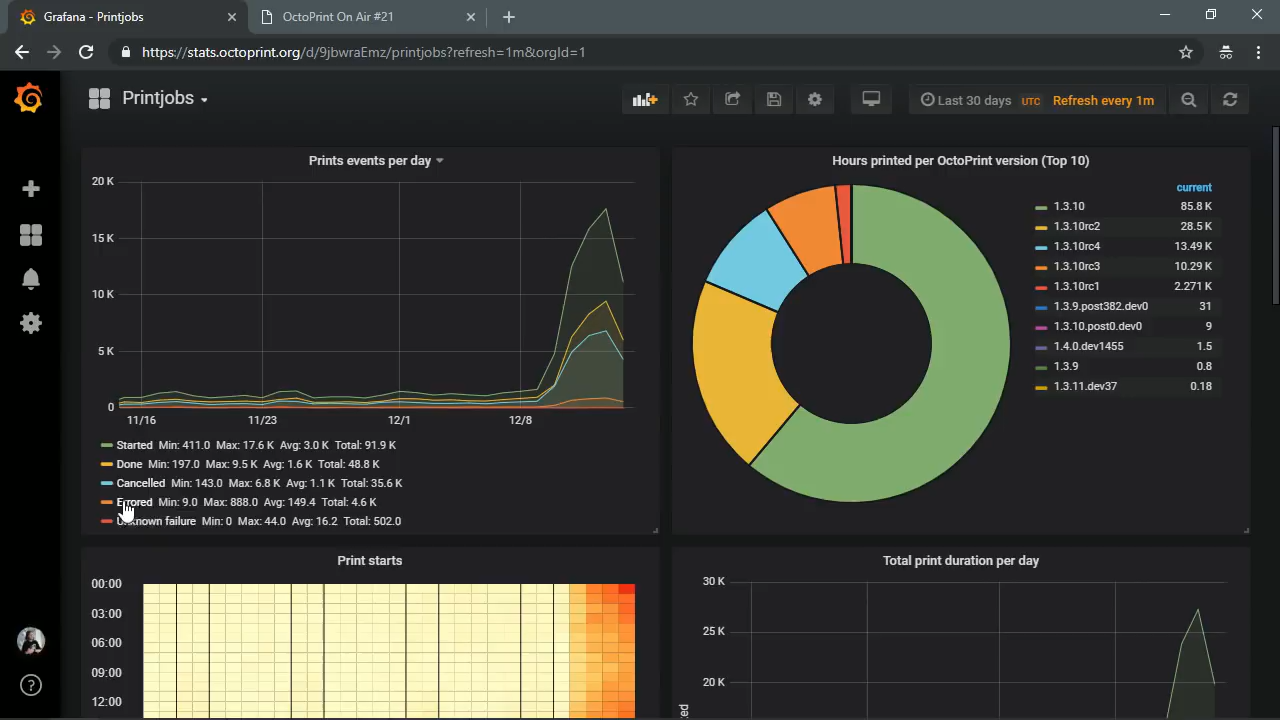 Grafana - Printjobs
OctoPrint On Air #21
https://stats.octoprint.org/d/9jbwraEmz/printjobs?refresh=1m&orgId=1
Printjobs
Last 30 days UTC Refresh every 1m
Prints events per day
20 K
15 K
10 K
5 K
0
11/16 11/23 12/1 12/8
Started Min: 411.0 Max: 17.6 K Avg: 3.0 K Total: 91.9 K
Done Min: 197.0 Max: 9.5 K Avg: 1.6 K Total: 48.8 K
Cancelled Min: 143.0 Max: 6.8 K Avg: 1.1 K Total: 35.6 K
Errored Min: 9.0 Max: 888.0 Avg: 149.4 Total: 4.6 K
Unknown failure Min: 0 Max: 44.0 Avg: 16.2 Total: 502.0
Hours printed per OctoPrint version (Top 10)
current
1.3.10 85.8 K
1.3.10rc2 28.5 K
1.3.10rc4 13.49 K
1.3.10rc3 10.29 K
1.3.10rc1 2.271 K
1.3.9.post382.dev0 31
1.3.10.post0.dev0 9
1.4.0.dev1455 1.5
1.3.9 0.8
1.3.11.dev37 0.18
Print starts
00:00
03:00
06:00
09:00
12:00
Total print duration per day
30 K
25 K
20 K